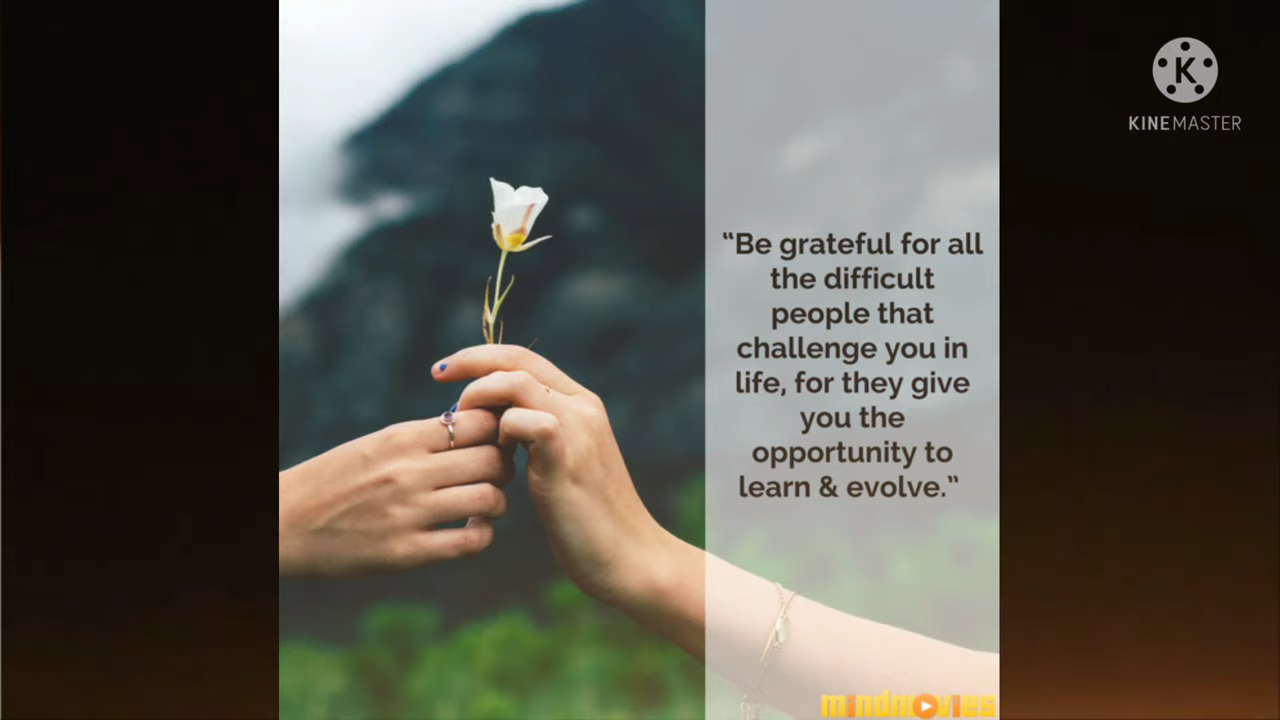 K
KINEMASTER
“Be grateful for all
the difficult
people that
challenge you in
life, for they give
you the
opportunity to
learn & evolve.”
mindmovies